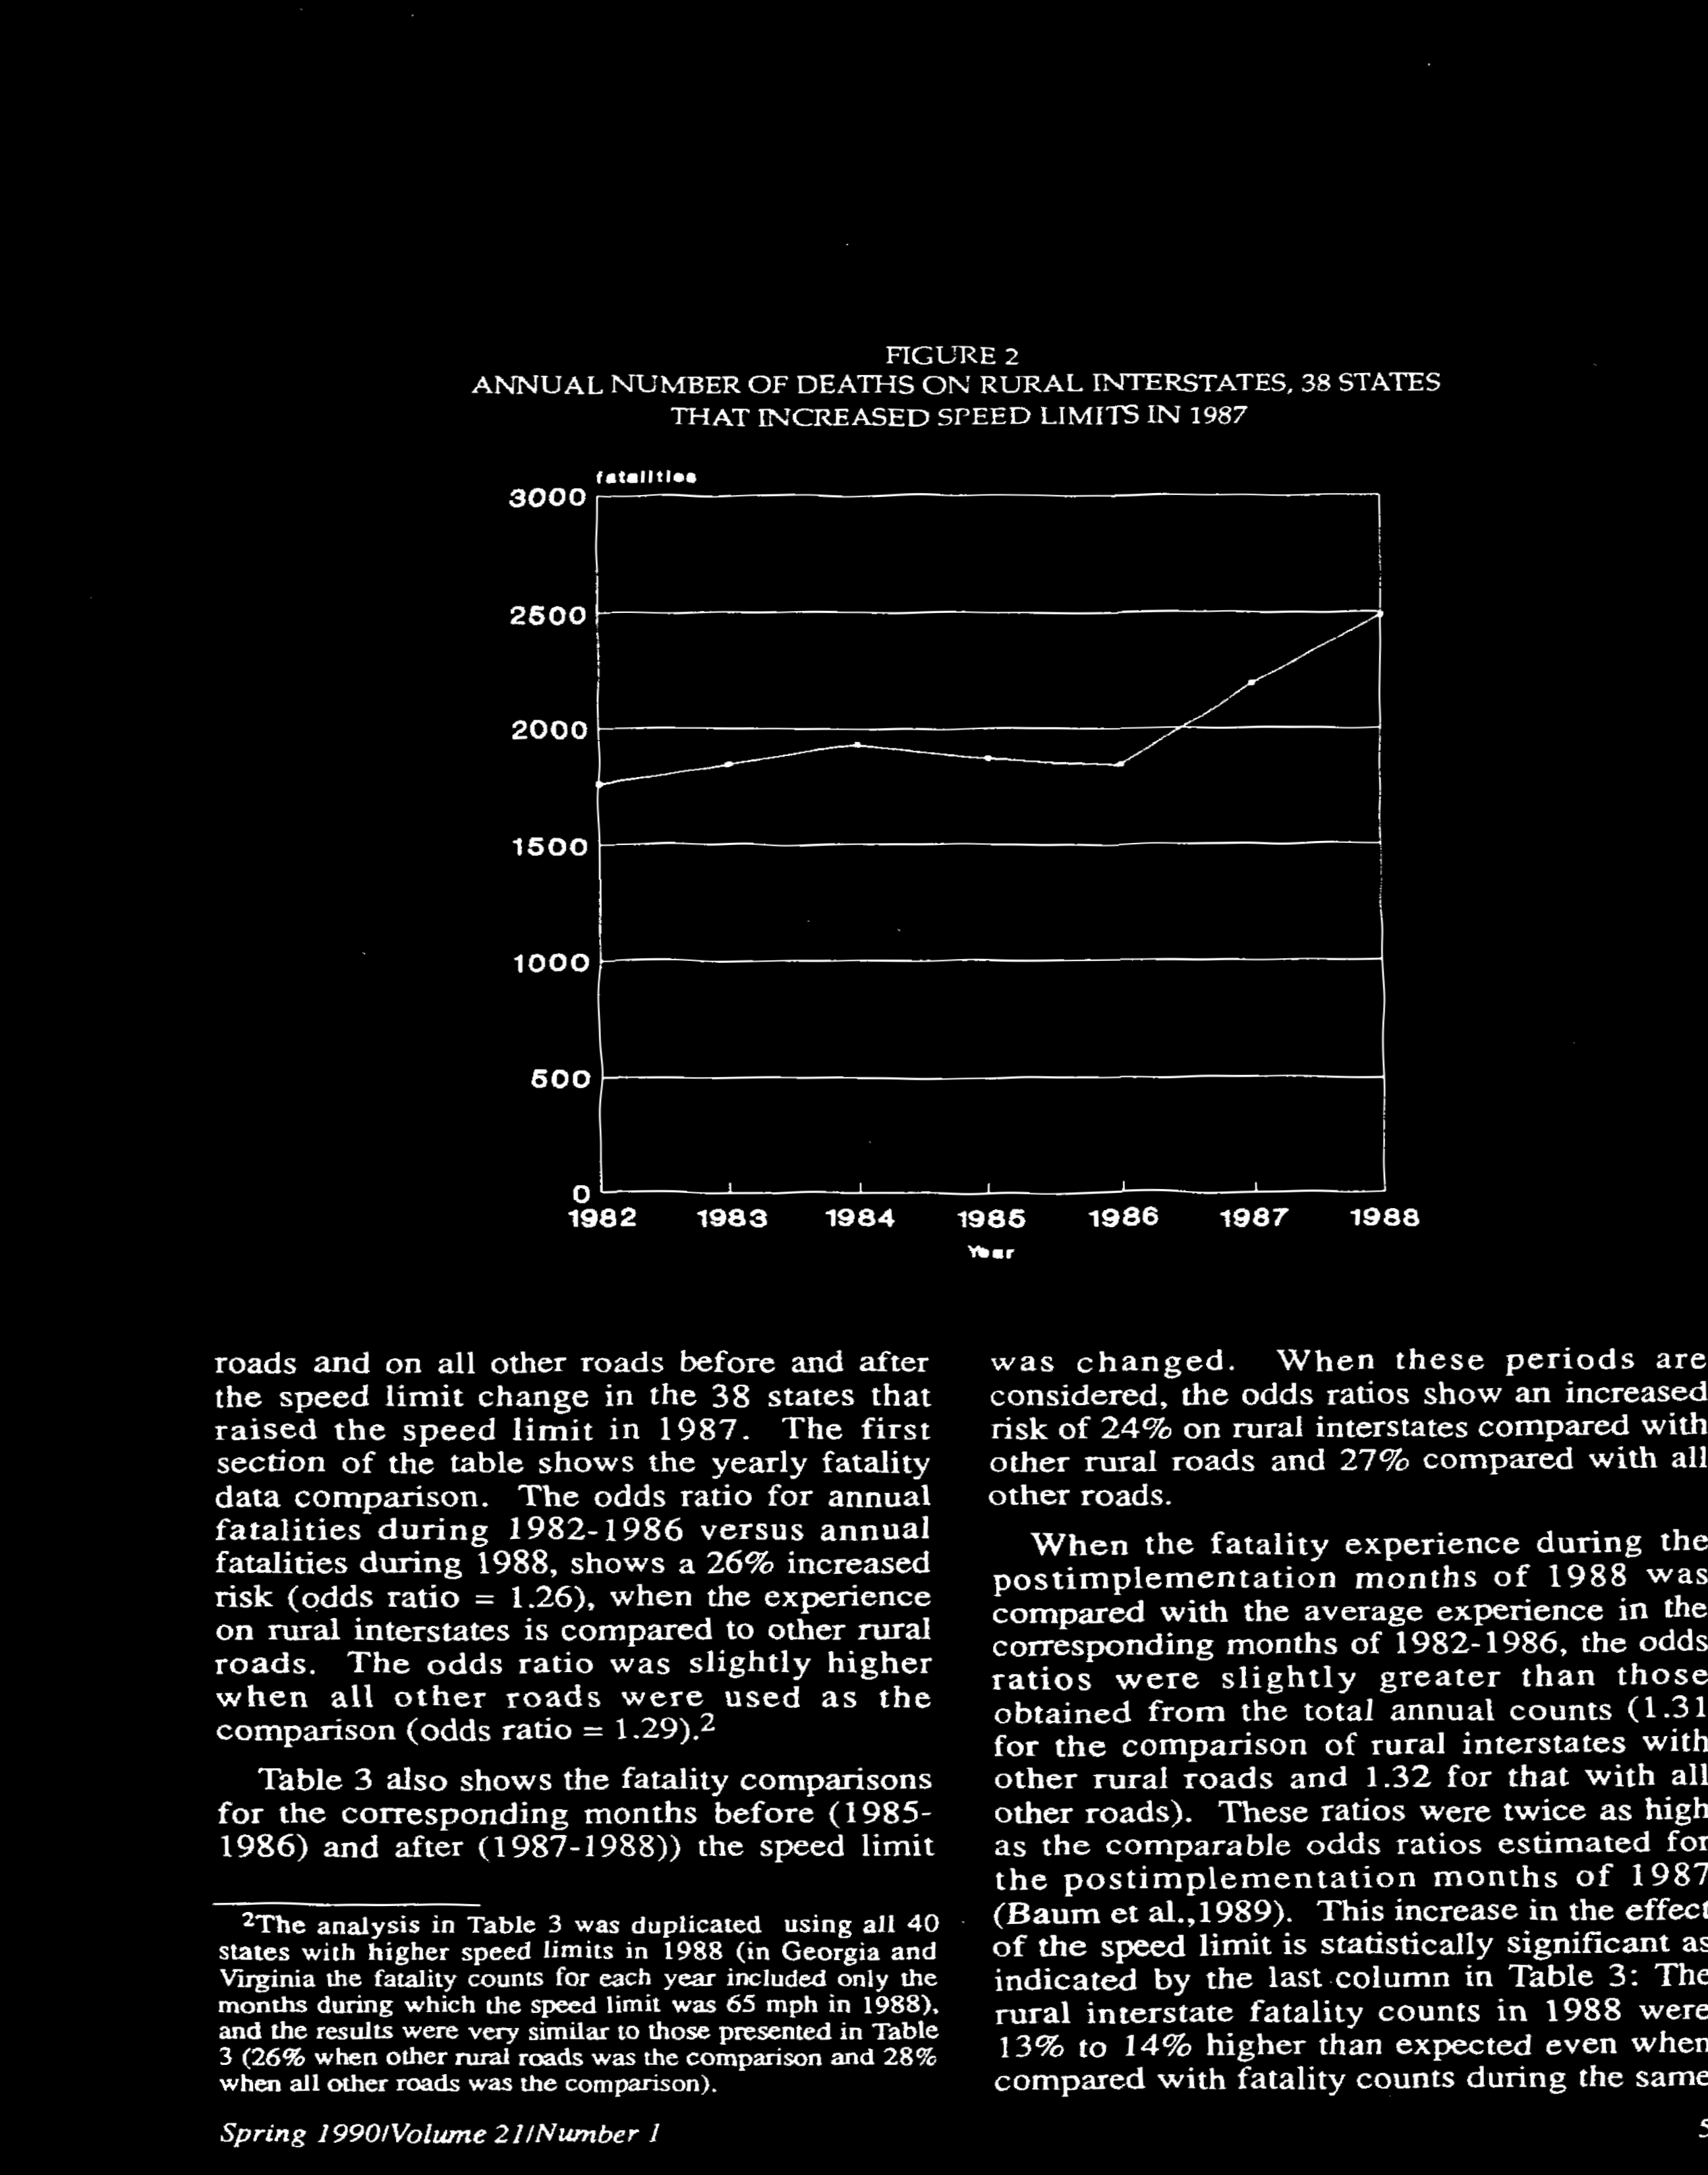 FIGURE 2
ANNUAL NUMBER OF DEATHS ON RURAL INTERSTATES, 38 STATES
THAT INCREASED SPEED LIMITS IN 1987
fatalities
3000
2500
2000
1500
1000
500
0
1982 1983 1984 1985 1986 1987 1988
Year
roads and on all other roads before and after
the speed limit change in the 38 states that
raised the speed limit in 1987. The first
section of the table shows the yearly fatality
data comparison. The odds ratio for annual
fatalities during 1982-1986 versus annual
fatalities during 1988, shows a 26% increased
risk (odds ratio = 1.26), when the experience
on rural interstates is compared to other rural
roads. The odds ratio was slightly higher
when all other roads were used as the
comparison (odds ratio = 1.29).2
Table 3 also shows the fatality comparisons
for the corresponding months before (1985-
1986) and after (1987-1988)) the speed limit
2The analysis in Table 3 was duplicated using all 40
states with higher speed limits in 1988 (in Georgia and
Virginia the fatality counts for each year included only the
months during which the speed limit was 65 mph in 1988),
and the results were very similar to those presented in Table
3 (26% when other rural roads was the comparison and 28%
when all other roads was the comparison).
was changed. When these periods are
considered, the odds ratios show an increased
risk of 24% on rural interstates compared with
other rural roads and 27% compared with all
other roads.
When the fatality experience during the
postimplementation months of 1988 was
compared with the average experience in the
corresponding months of 1982-1986, the odds
ratios were slightly greater than those
obtained from the total annual counts (1.31
for the comparison of rural interstates with
other rural roads and 1.32 for that with all
other roads). These ratios were twice as high
as the comparable odds ratios estimated for
the postimplementation months of 1987
(Baum et al.,1989). This increase in the effect
of the speed limit is statistically significant as
indicated by the last column in Table 3: The
rural interstate fatality counts in 1988 were
13% to 14% higher than expected even when
compared with fatality counts during the same
Spring 1990/Volume 21/Number 1
5